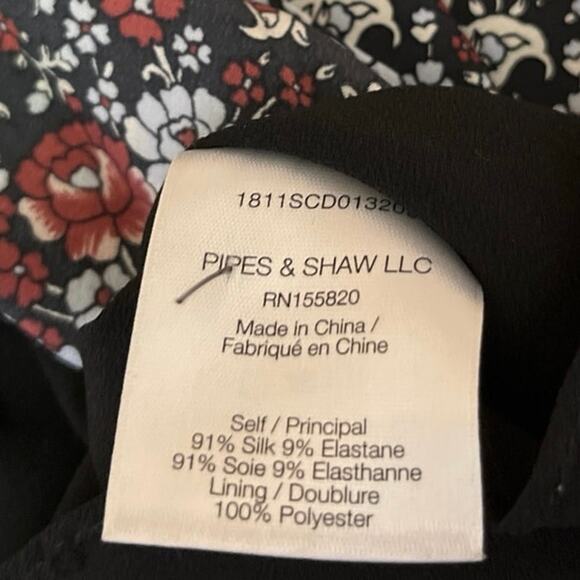 1811SCD01320
PIPES & SHAW LLC
RN155820
Made in China /
Fabriqué en Chine
Self / Principal
91% Silk 9% Elastane
91% Soie 9% Elasthanne
Lining / Doublure
100% Polyester